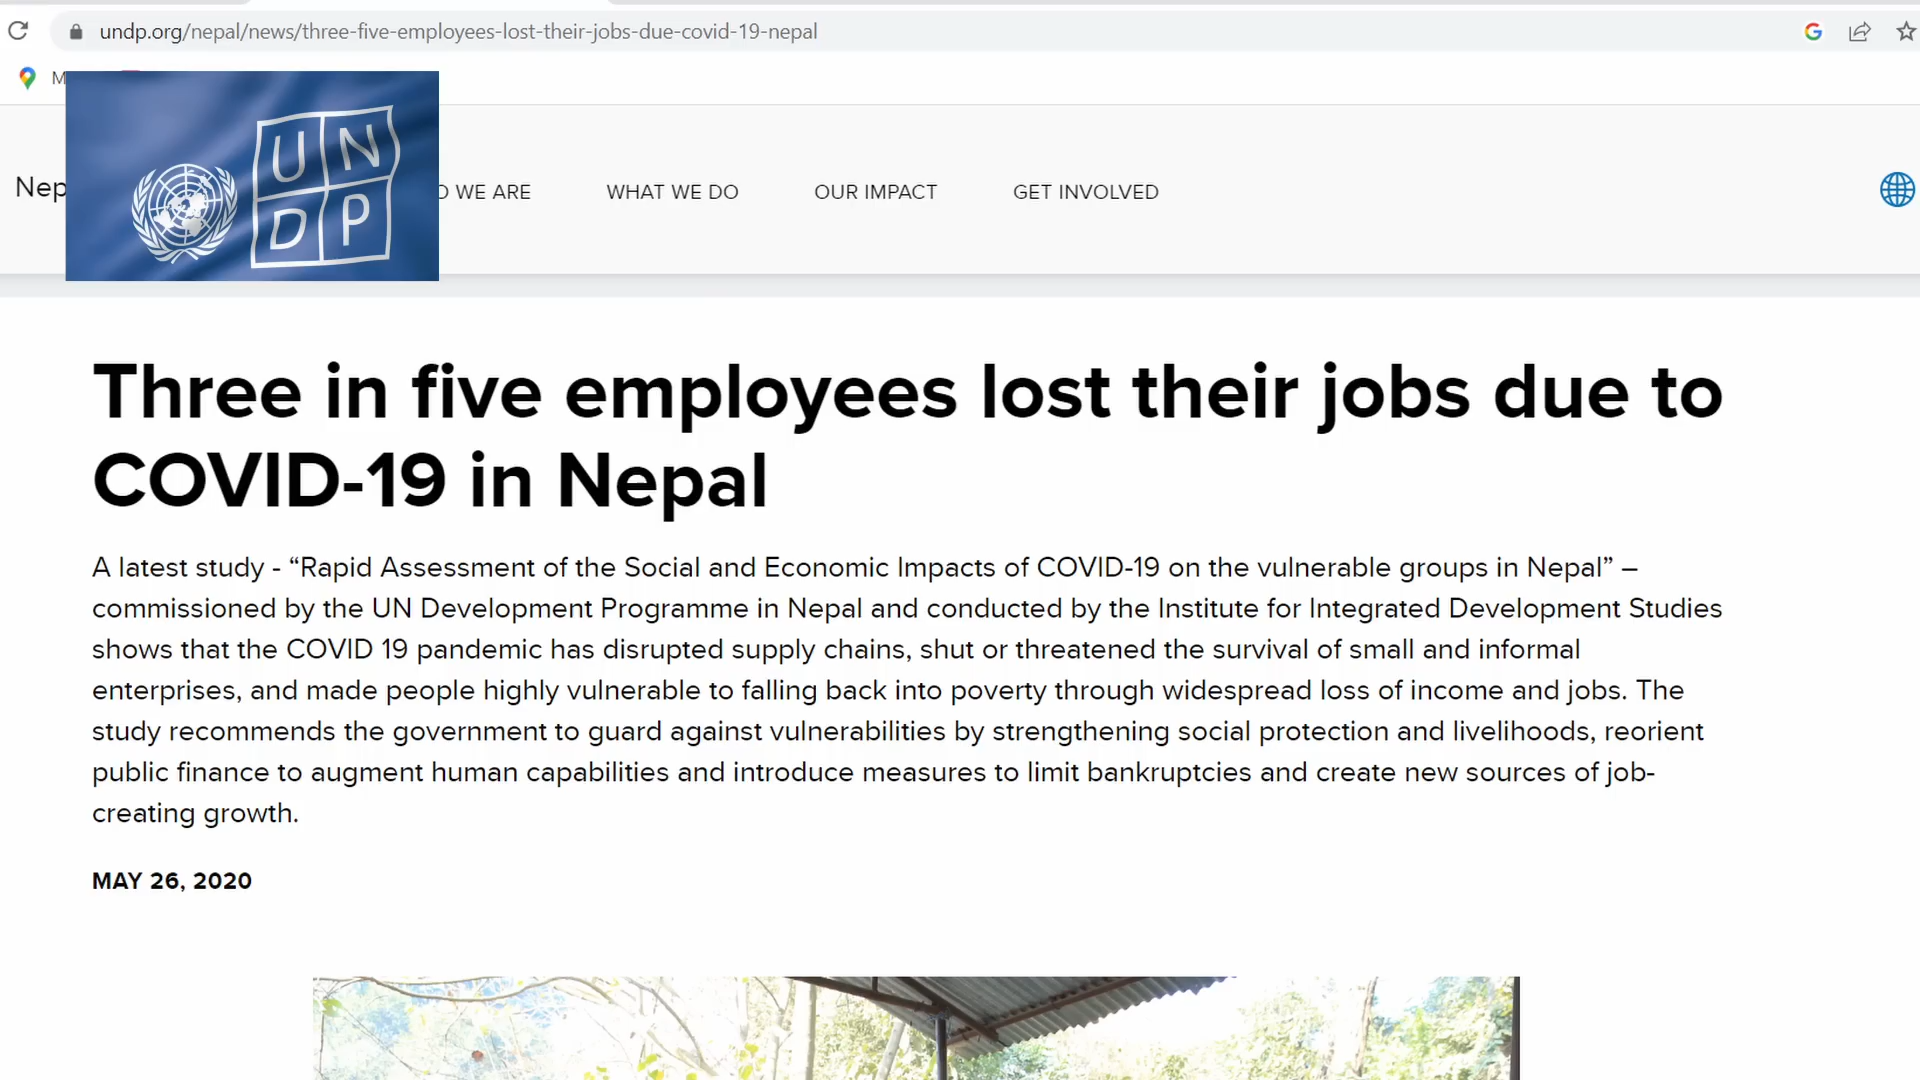 undp.org/nepal/news/three-five-employees-lost-their-jobs-due-covid-19-nepal
M
UN
DP
Nep
O WE ARE
WHAT WE DO
OUR IMPACT
GET INVOLVED
Three in five employees lost their jobs due to
COVID-19 in Nepal
A latest study - “Rapid Assessment of the Social and Economic Impacts of COVID-19 on the vulnerable groups in Nepal” –
commissioned by the UN Development Programme in Nepal and conducted by the Institute for Integrated Development Studies
shows that the COVID 19 pandemic has disrupted supply chains, shut or threatened the survival of small and informal
enterprises, and made people highly vulnerable to falling back into poverty through widespread loss of income and jobs. The
study recommends the government to guard against vulnerabilities by strengthening social protection and livelihoods, reorient
public finance to augment human capabilities and introduce measures to limit bankruptcies and create new sources of job-
creating growth.
MAY 26, 2020